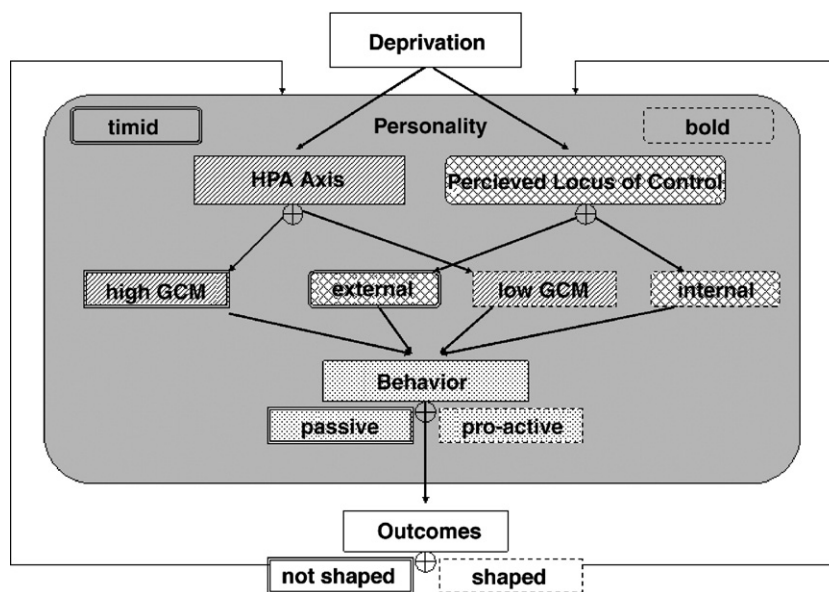 Deprivation
timid
Personality
bold
HPA Axis
Percieved Locus of Control
high GCM
external
low GCM
internal
Behavior
passive
pro-active
Outcomes
not shaped
shaped